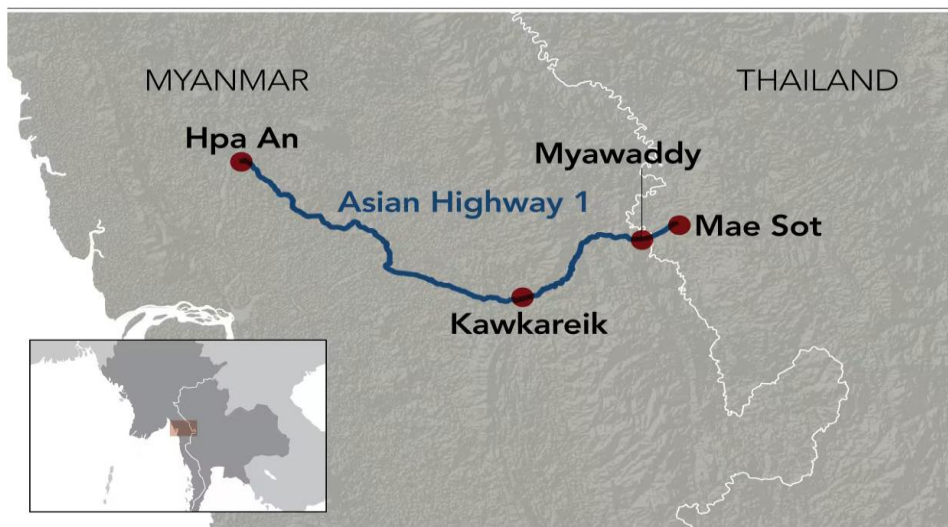 MYANMAR
THAILAND
Hpa An
Myawaddy
Asian Highway 1
Mae Sot
Kawkareik